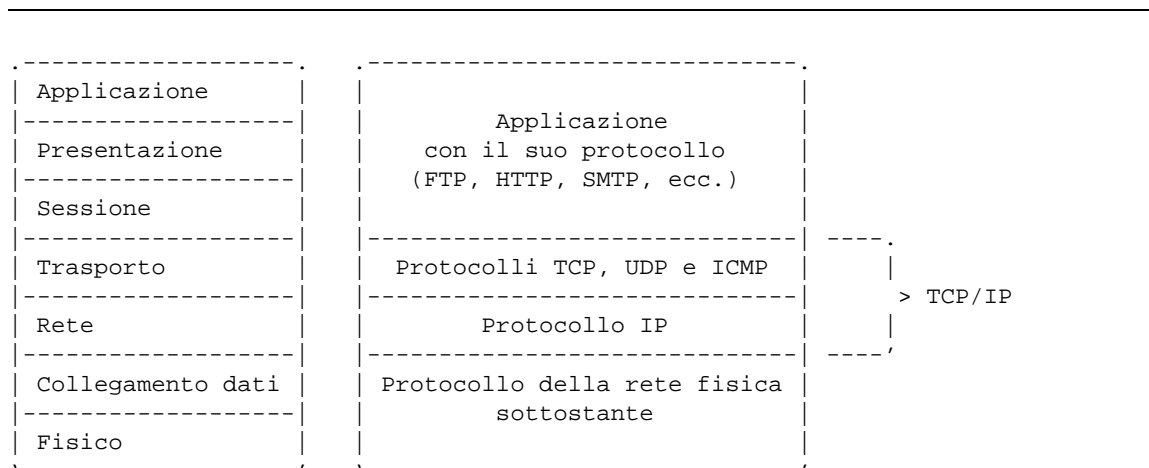 Applicazione
Presentazione
Sessione
Trasporto
Rete
Collegamento dati
Fisico
Applicazione
con il suo protocollo
(FTP, HTTP, SMTP, ecc.)
Protocolli TCP, UDP e ICMP
Protocollo IP
Protocollo della rete fisica
sottostante
> TCP/IP